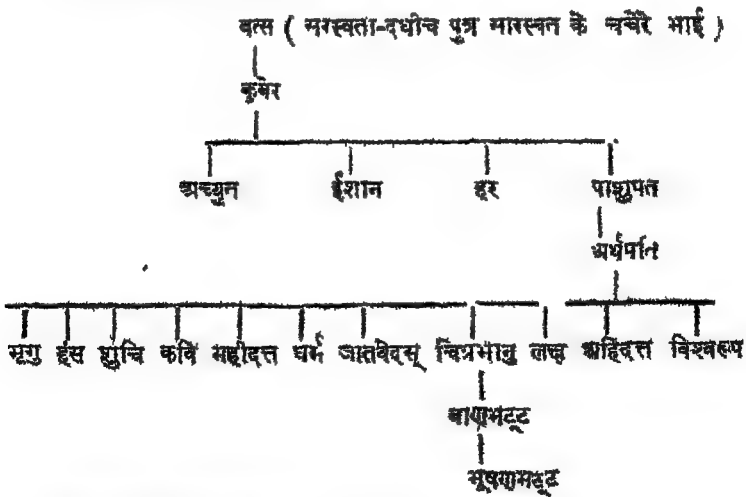 वत्स ( सरस्वता-दधीच पुत्र सारस्वत के चचेरे भाई )
कुबेर
अच्युत ईशान हर पाशुपत
अर्थपति
भृगु हंस शुचि कवि महीदत्त धर्म जातवेदस् चित्रभानु लक्ष अहिदत्त विश्वरूप
बाणभट्ट
भूषणभट्ट